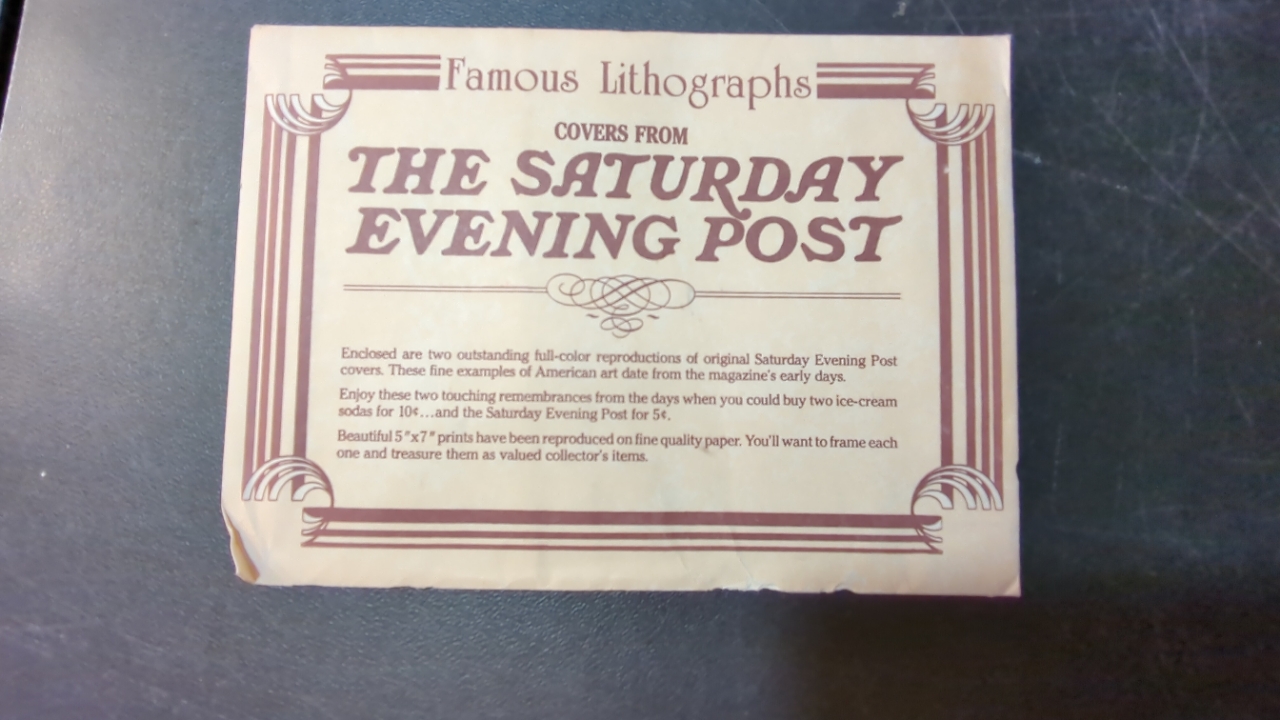 Famous Lithographs
COVERS FROM
THE SATURDAY
EVENING POST
Enclosed are two outstanding full-color reproductions of original Saturday Evening Post
covers. These fine examples of American art date from the magazine's early days.
Enjoy these two touching remembrances from the days when you could buy two ice-cream
sodas for 10¢...and the Saturday Evening Post for 5¢.
Beautiful 5"x7" prints have been reproduced on fine quality paper. You'll want to frame each
one and treasure them as valued collector's items.